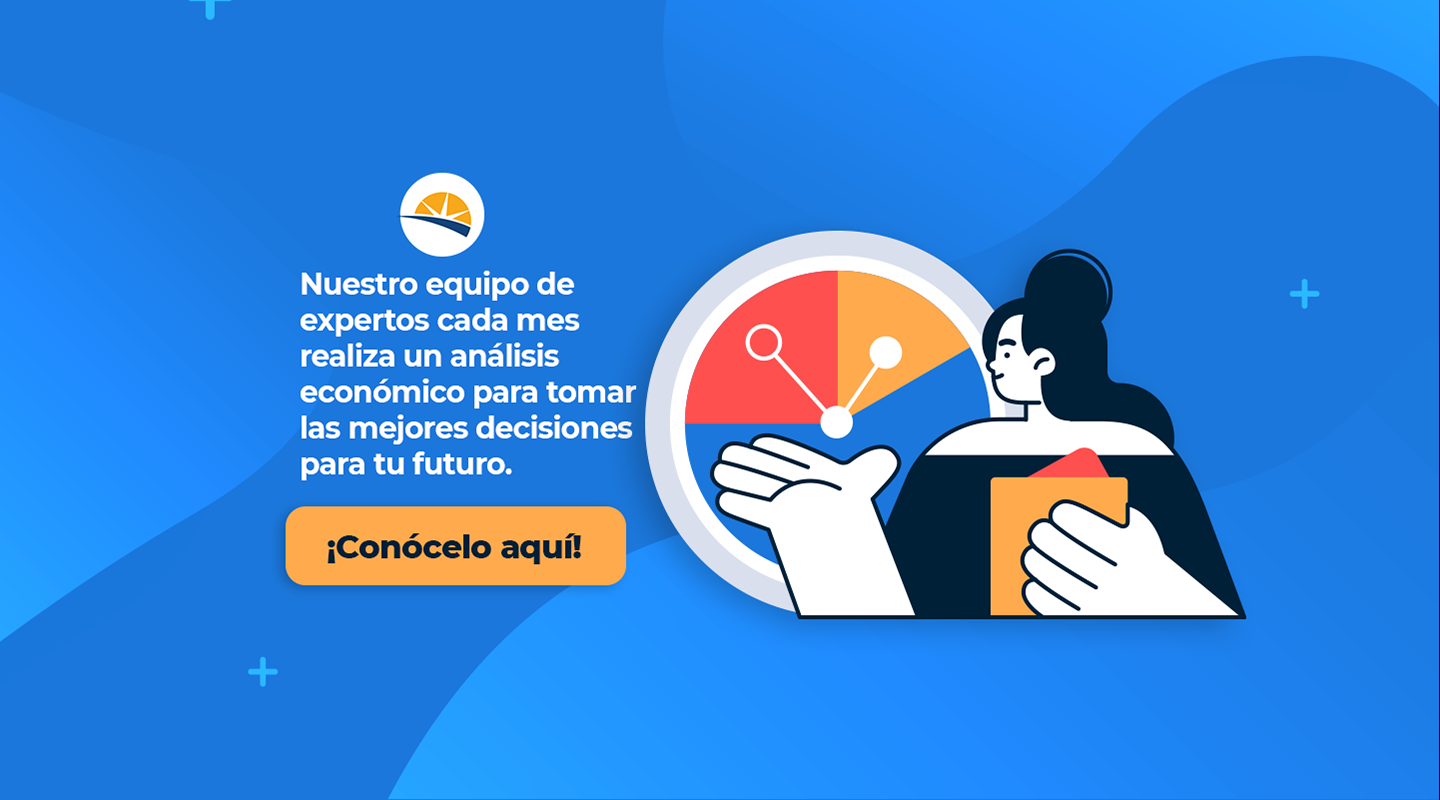 Nuestro equipo de
expertos cada mes
realiza un análisis
económico para tomar
las mejores decisiones
para tu futuro.
¡Conócelo aquí!